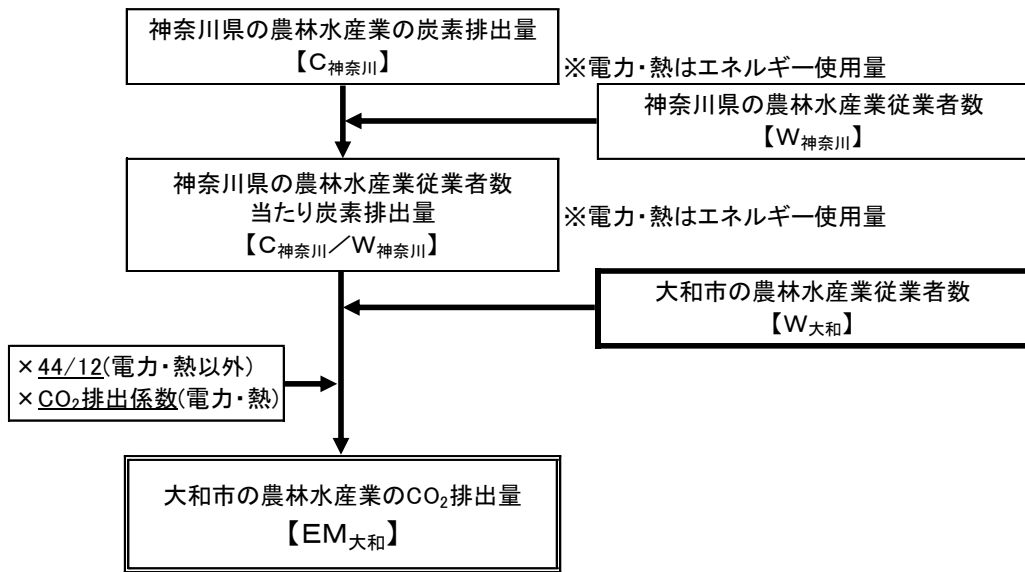 神奈川県の農林水産業の炭素排出量
【C神奈川】
※電力・熱はエネルギー使用量
神奈川県の農林水産業従業者数
【W神奈川】
神奈川県の農林水産業従業者数
当たり炭素排出量
【C神奈川／W神奈川】
※電力・熱はエネルギー使用量
大和市の農林水産業従業者数
【W大和】
×44/12(電力・熱以外)
×CO₂排出係数(電力・熱)
大和市の農林水産業のCO₂排出量
【EM大和】